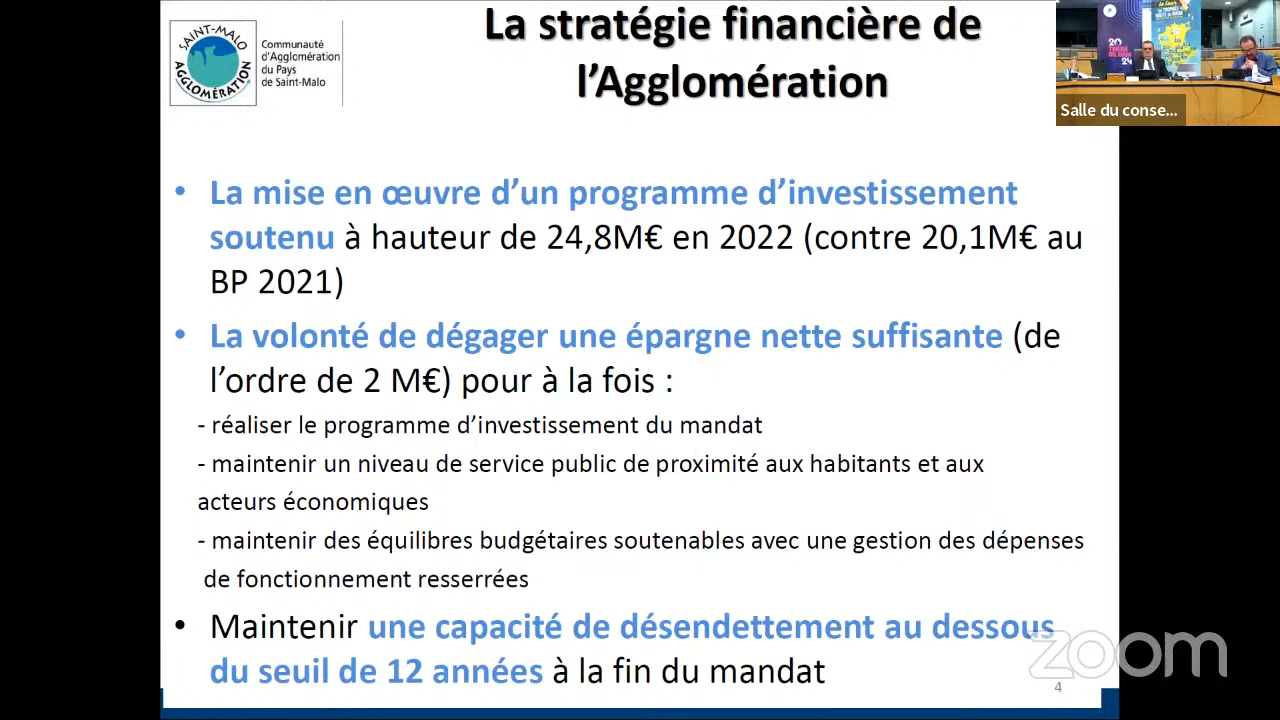 La stratégie financière de
l'Agglomération
SAINT-MALO
AGGLOMÉRATION
Communauté
d'Agglomération
du Pays
de Saint-Malo
Salle du conse...
• La mise en œuvre d'un programme d'investissement
soutenu à hauteur de 24,8M€ en 2022 (contre 20,1M€ au
BP 2021)
• La volonté de dégager une épargne nette suffisante (de
l'ordre de 2 M€) pour à la fois :
- réaliser le programme d'investissement du mandat
- maintenir un niveau de service public de proximité aux habitants et aux
acteurs économiques
- maintenir des équilibres budgétaires soutenables avec une gestion des dépenses
de fonctionnement resserrées
• Maintenir une capacité de désendettement au dessous
du seuil de 12 années à la fin du mandat
zoom
4